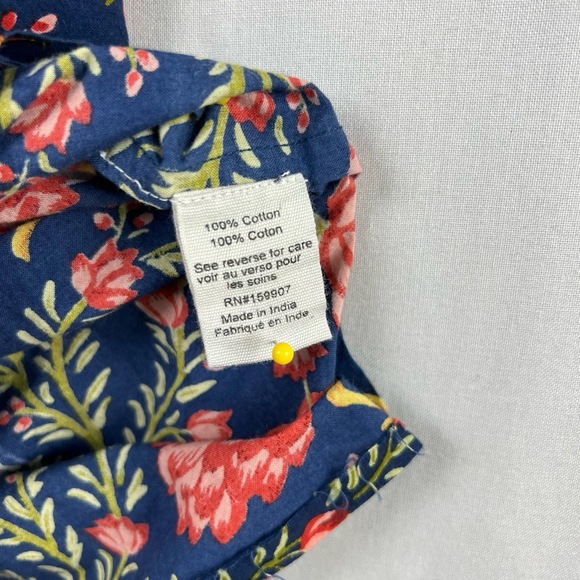 100% Cotton
100% Coton
See reverse for care
voir au verso pour
les soins
RN#159907
Made in India
Fabriqué en Inde